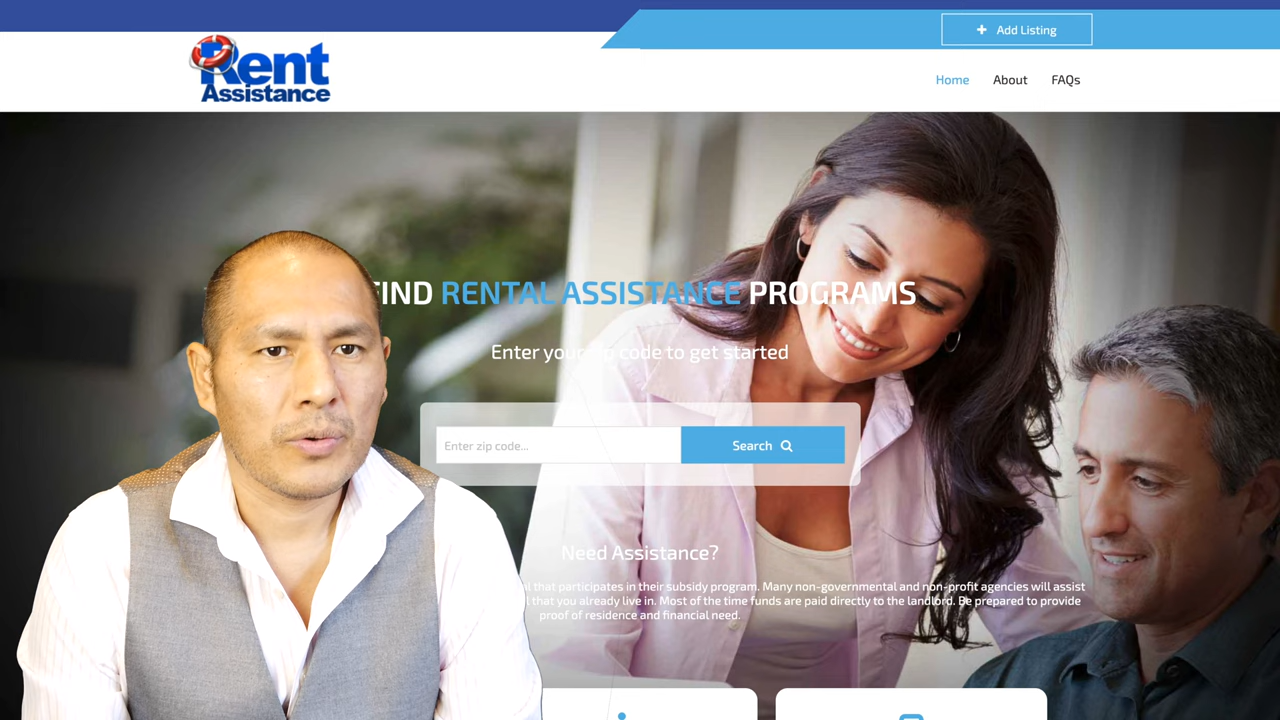 + Add Listing
Rent
Assistance
Home About FAQs
FIND RENTAL ASSISTANCE PROGRAMS
Enter your zip code to get started
Enter zip code...
Search
Need Assistance?
that participates in their subsidy program. Many non-governmental and non-profit agencies will assist
that you already live in. Most of the time funds are paid directly to the landlord. Be prepared to provide
proof of residence and financial need.